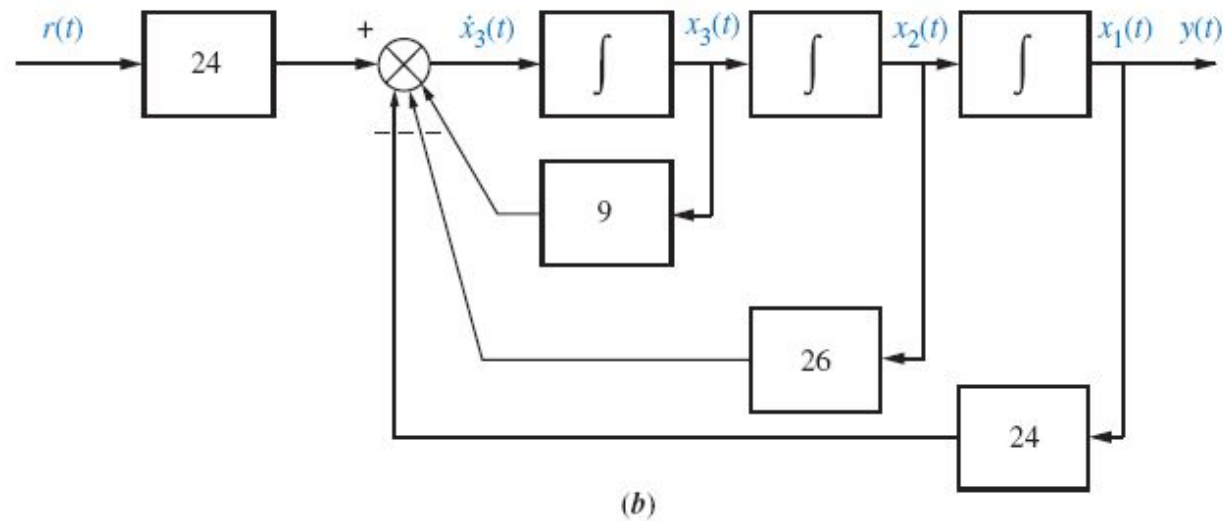 r(t) 24 + ẋ₃(t) ∫ x₃(t) ∫ x₂(t) ∫ x₁(t) y(t)
− − −
9
26
24
(b)